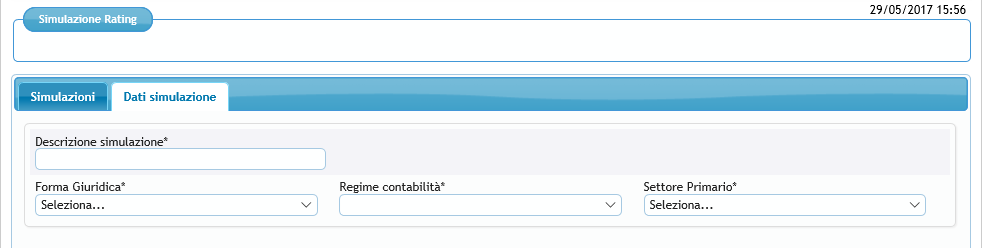 29/05/2017 15:56
Simulazione Rating
Simulazioni Dati simulazione
Descrizione simulazione*
Forma Giuridica* Regime contabilità* Settore Primario*
Seleziona... Seleziona...